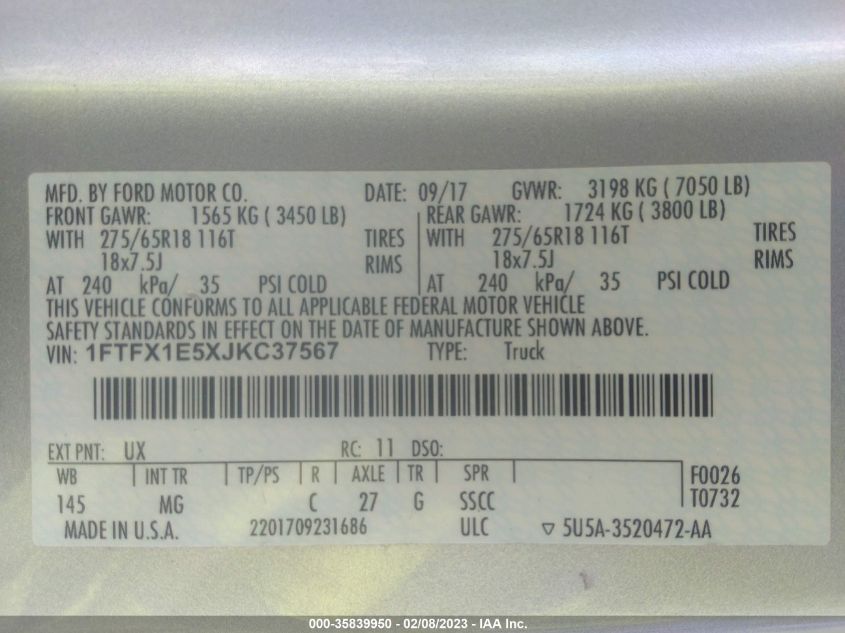 MFD. BY FORD MOTOR CO. DATE: 09/17 GVWR: 3198 KG ( 7050 LB)
FRONT GAWR: 1565 KG ( 3450 LB) REAR GAWR: 1724 KG ( 3800 LB)
WITH 275/65R18 116T TIRES WITH 275/65R18 116T TIRES
18x7.5J RIMS 18x7.5J RIMS
AT 240 kPa/ 35 PSI COLD AT 240 kPa/ 35 PSI COLD
THIS VEHICLE CONFORMS TO ALL APPLICABLE FEDERAL MOTOR VEHICLE
SAFETY STANDARDS IN EFFECT ON THE DATE OF MANUFACTURE SHOWN ABOVE.
VIN: 1FTFX1E5XJKC37567 TYPE: Truck
EXT PNT: UX RC: 11 DSO:
WB INT TR TP/PS R AXLE TR SPR F0026
145 MG C 27 G SSCC T0732
MADE IN U.S.A. 2201709231686 ULC ▽ 5U5A-3520472-AA
000-35839950 - 02/08/2023 - IAA Inc.